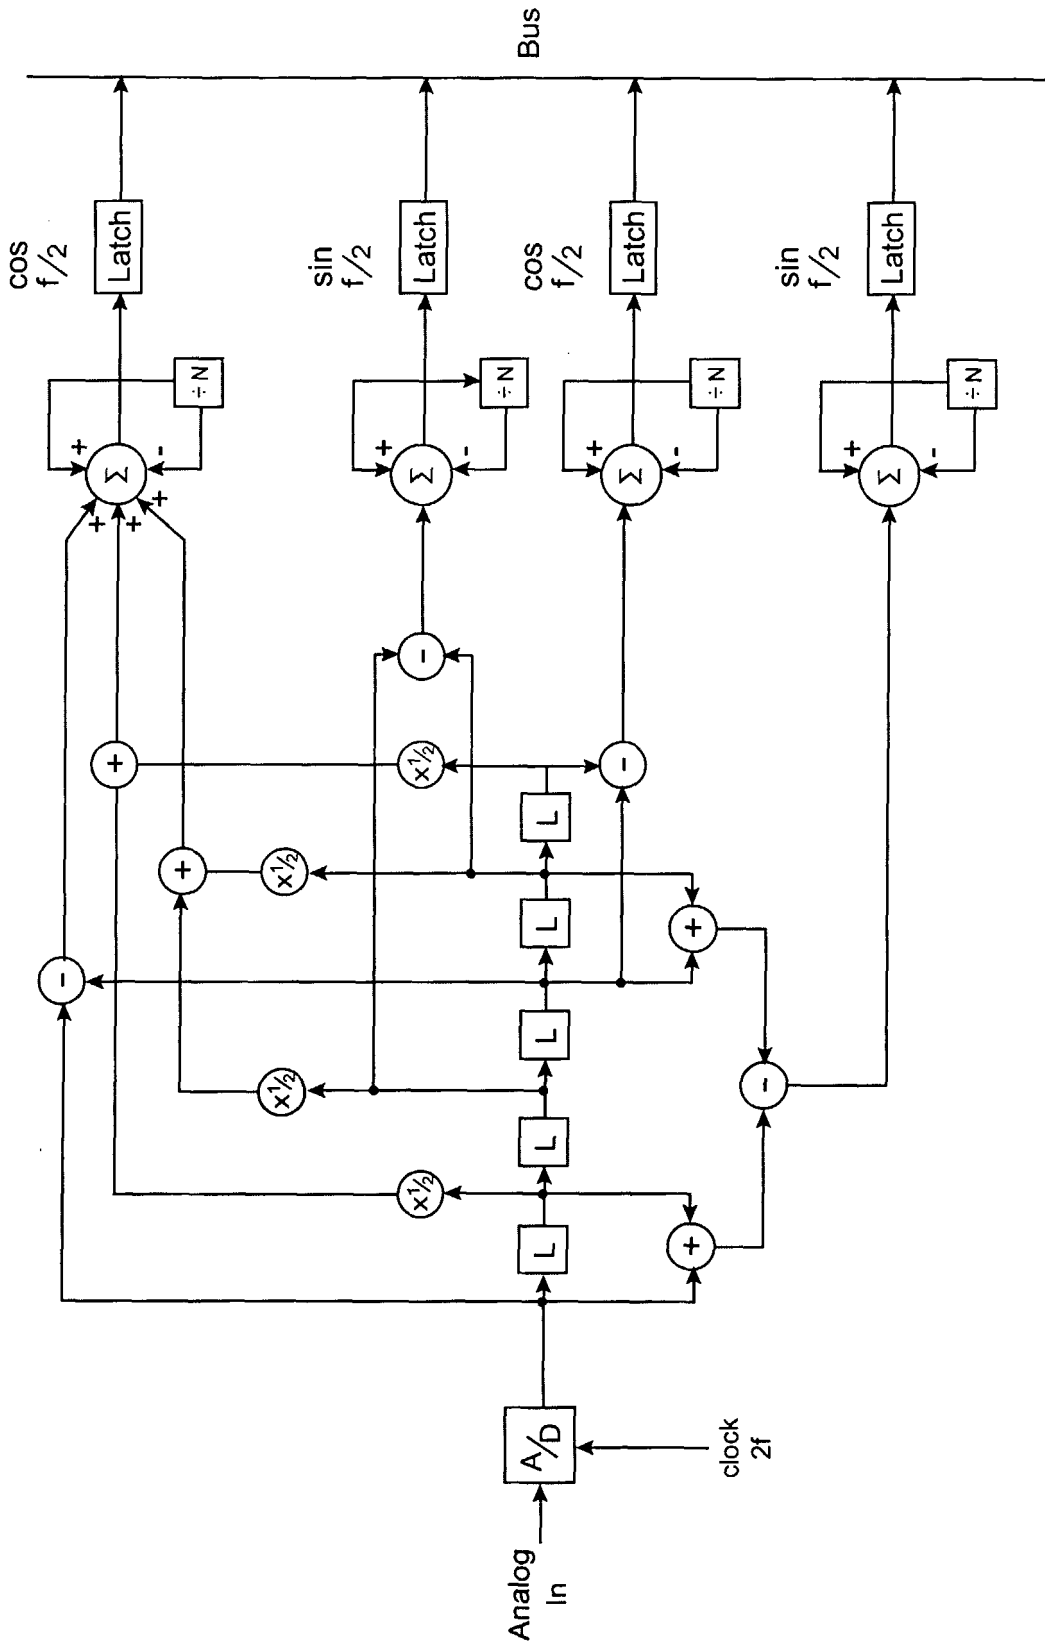 cos
f/2
Latch
÷N
+
-
Σ
+
+
+
+
-
+
+
x½
x½
sin
f/2
Latch
÷N
+
-
Σ
-
x½
x½
L
L
L
L
L
cos
f/2
Latch
÷N
+
-
Σ
-
sin
f/2
Latch
÷N
+
-
Σ
+
-
+
A/D
Analog
In
clock
2f
Bus